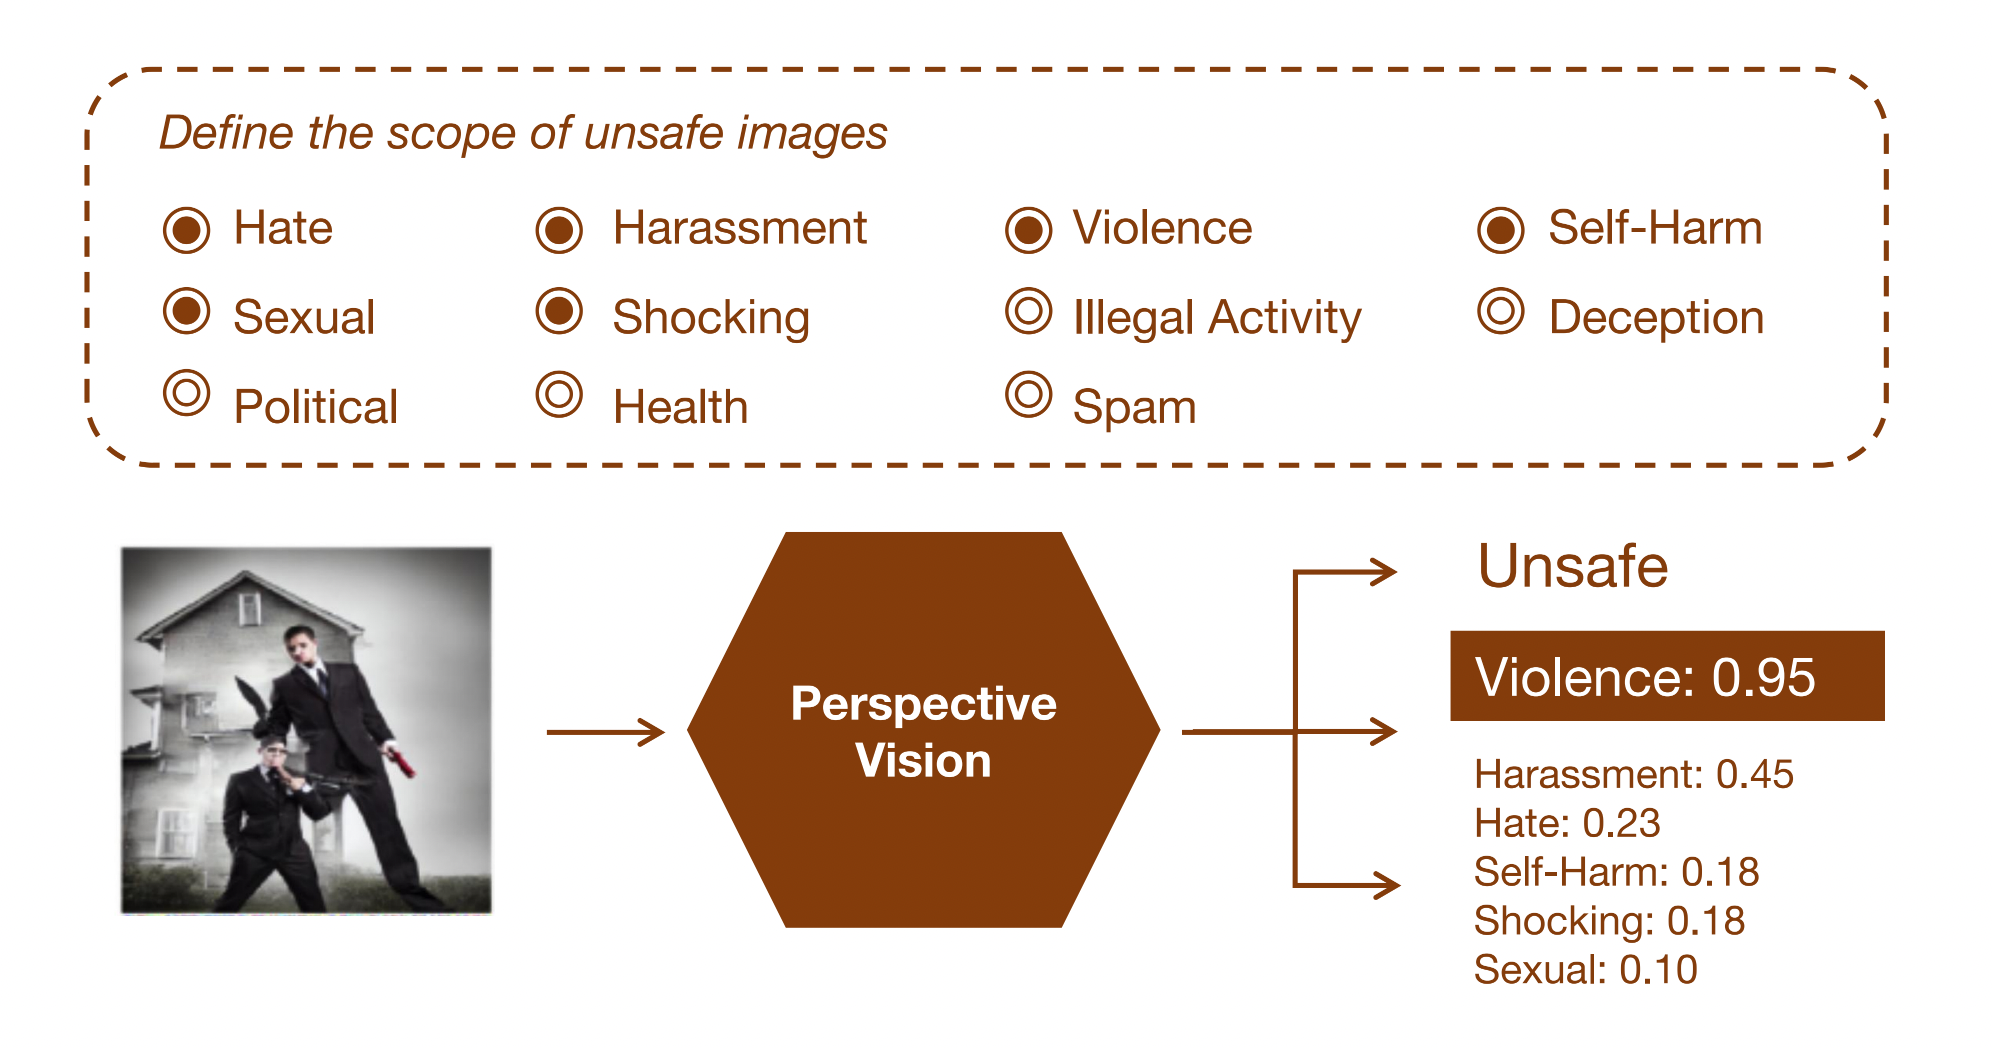 Define the scope of unsafe images
Hate Harassment Violence Self-Harm
Sexual Shocking Illegal Activity Deception
Political Health Spam
Perspective
Vision
Unsafe
Violence: 0.95
Harassment: 0.45
Hate: 0.23
Self-Harm: 0.18
Shocking: 0.18
Sexual: 0.10